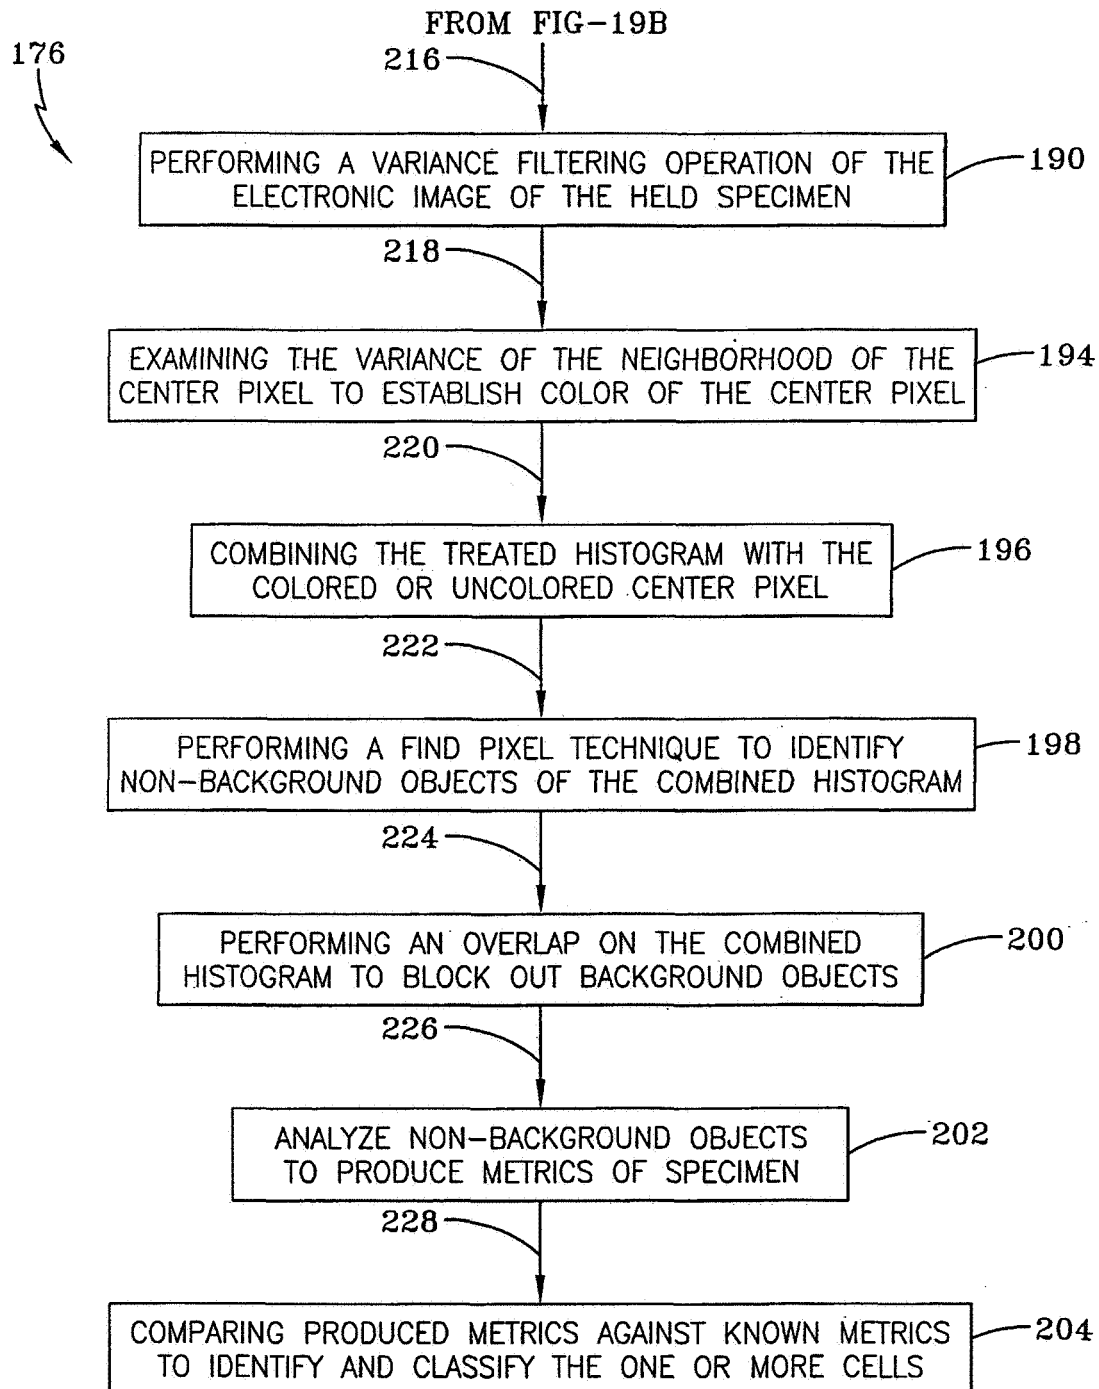 FROM FIG-19B
176
216
PERFORMING A VARIANCE FILTERING OPERATION OF THE
ELECTRONIC IMAGE OF THE HELD SPECIMEN
190
218
EXAMINING THE VARIANCE OF THE NEIGHBORHOOD OF THE
CENTER PIXEL TO ESTABLISH COLOR OF THE CENTER PIXEL
194
220
COMBINING THE TREATED HISTOGRAM WITH THE
COLORED OR UNCOLORED CENTER PIXEL
196
222
PERFORMING A FIND PIXEL TECHNIQUE TO IDENTIFY
NON-BACKGROUND OBJECTS OF THE COMBINED HISTOGRAM
198
224
PERFORMING AN OVERLAP ON THE COMBINED
HISTOGRAM TO BLOCK OUT BACKGROUND OBJECTS
200
226
ANALYZE NON-BACKGROUND OBJECTS
TO PRODUCE METRICS OF SPECIMEN
202
228
COMPARING PRODUCED METRICS AGAINST KNOWN METRICS
TO IDENTIFY AND CLASSIFY THE ONE OR MORE CELLS
204